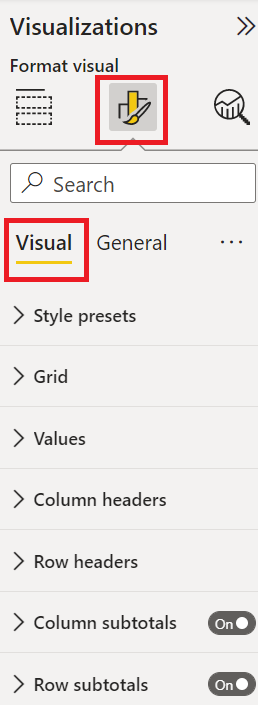 Visualizations
Format visual
Search
Visual General ...
Style presets
Grid
Values
Column headers
Row headers
Column subtotals On
Row subtotals On